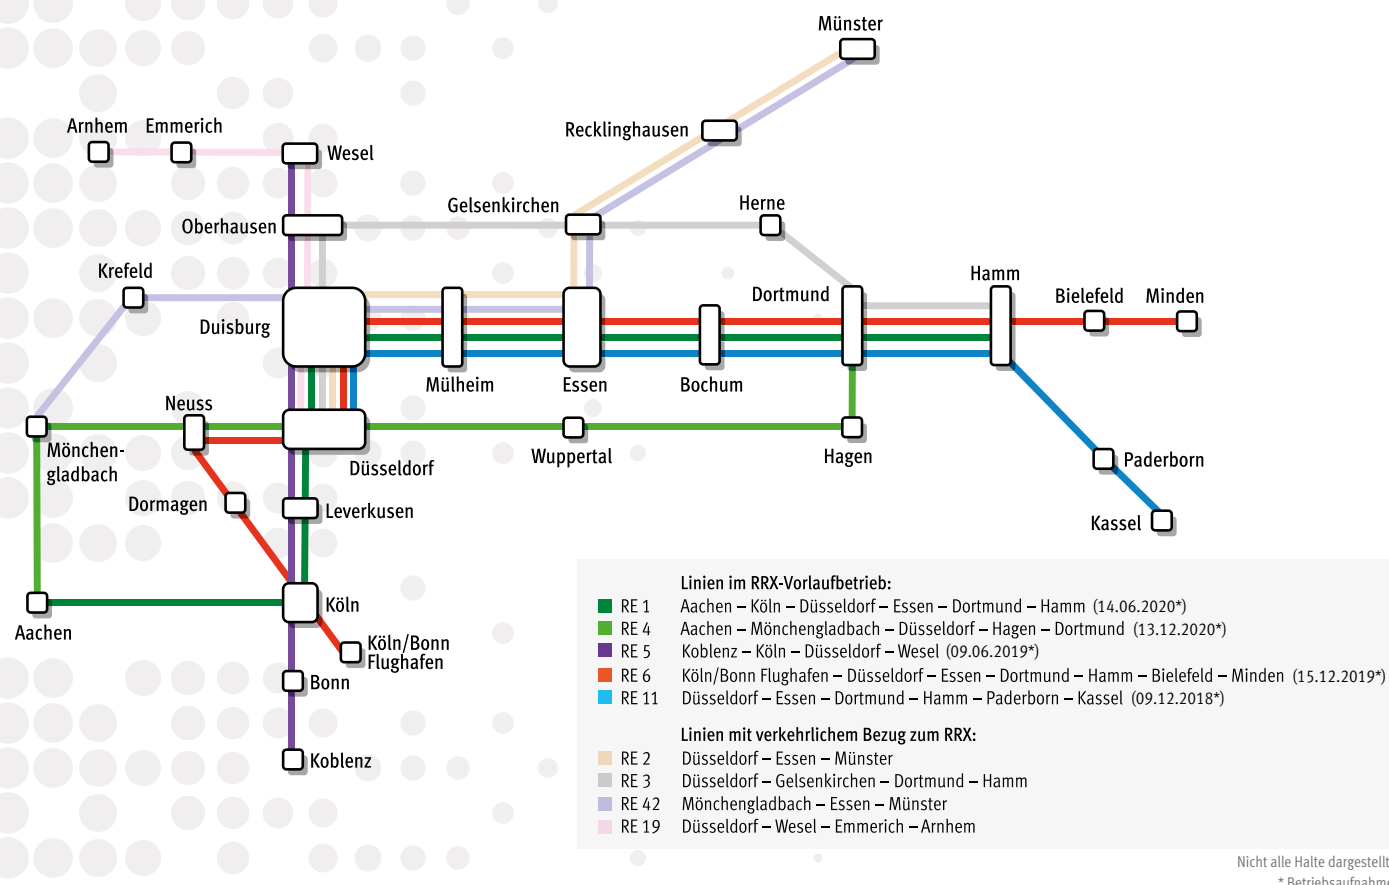 Münster
Arnhem
Emmerich
Wesel
Recklinghausen
Gelsenkirchen
Herne
Oberhausen
Krefeld
Duisburg
Dortmund
Hamm
Bielefeld
Minden
Mülheim
Essen
Bochum
Neuss
Mönchen-
gladbach
Düsseldorf
Wuppertal
Hagen
Paderborn
Dormagen
Leverkusen
Kassel
Köln
Aachen
Köln/Bonn
Flughafen
Bonn
Koblenz
Linien im RRX-Vorlaufbetrieb:
RE 1 Aachen – Köln – Düsseldorf – Essen – Dortmund – Hamm (14.06.2020*)
RE 4 Aachen – Mönchengladbach – Düsseldorf – Hagen – Dortmund (13.12.2020*)
RE 5 Koblenz – Köln – Düsseldorf – Wesel (09.06.2019*)
RE 6 Köln/Bonn Flughafen – Düsseldorf – Essen – Dortmund – Hamm – Bielefeld – Minden (15.12.2019*)
RE 11 Düsseldorf – Essen – Dortmund – Hamm – Paderborn – Kassel (09.12.2018*)
Linien mit verkehrlichem Bezug zum RRX:
RE 2 Düsseldorf – Essen – Münster
RE 3 Düsseldorf – Gelsenkirchen – Dortmund – Hamm
RE 42 Mönchengladbach – Essen – Münster
RE 19 Düsseldorf – Wesel – Emmerich – Arnhem
Nicht alle Halte dargestellt
* Betriebsaufnahme